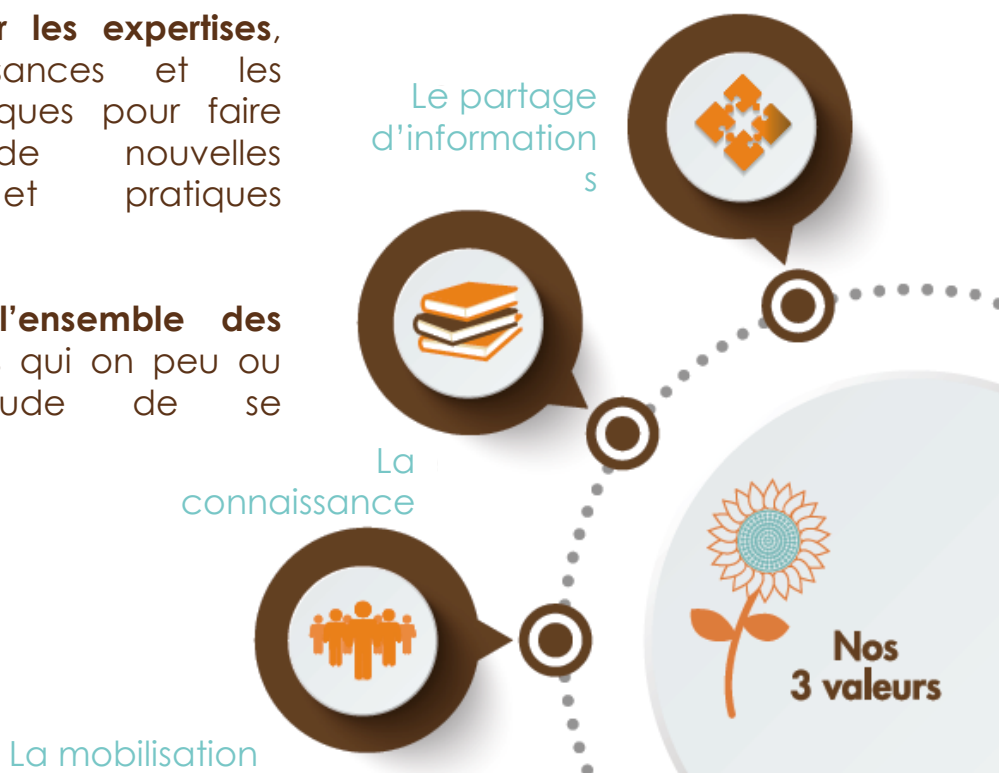 r les expertises,
sances et les
ques pour faire
de nouvelles
et pratiques
l'ensemble des
qui on peu ou
ude de se
Le partage
d'information
s
La
connaissance
La mobilisation
Nos
3 valeurs